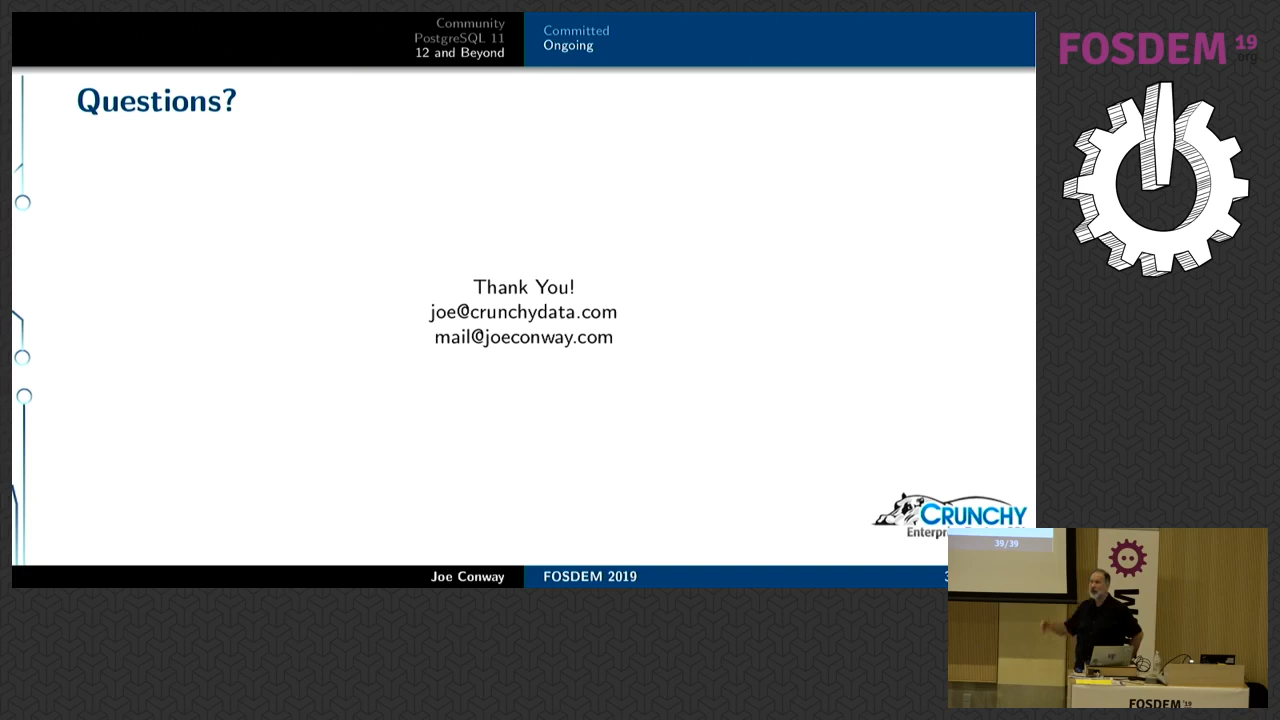 Community
PostgreSQL 11
12 and Beyond
Committed
Ongoing
FOSDEM 19
.org
Questions?
Thank You!
joe@crunchydata.com
mail@joeconway.com
CRUNCHY
39/39
Joe Conway
FOSDEM 2019
FOSDEM '19